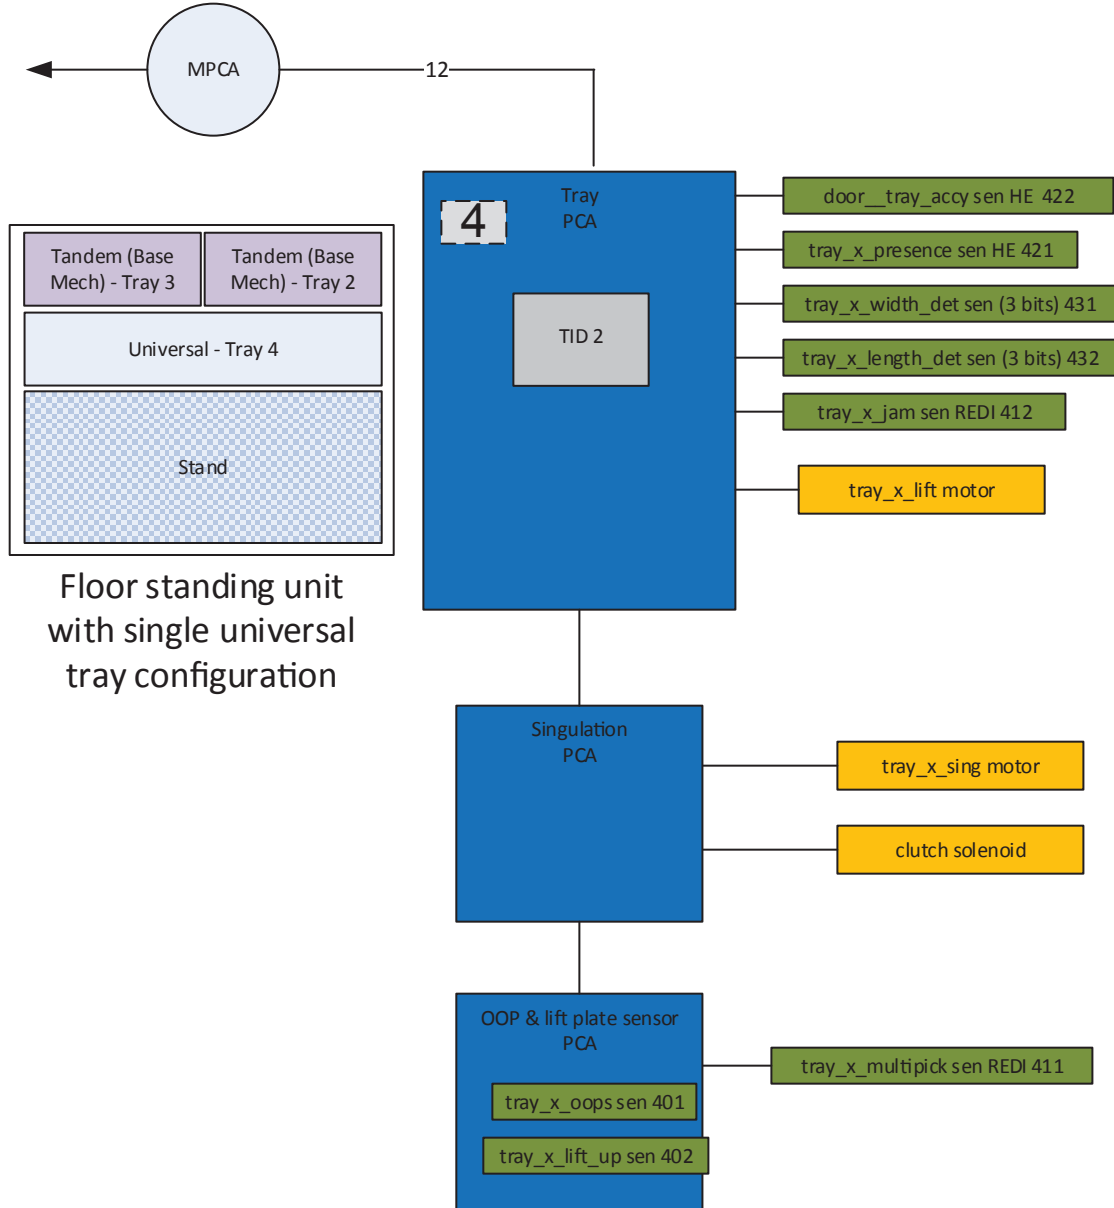 MPCA
12
Tray
PCA
4
TID 2
door__tray_accy sen HE 422
tray_x_presence sen HE 421
tray_x_width_det sen (3 bits) 431
tray_x_length_det sen (3 bits) 432
tray_x_jam sen REDI 412
tray_x_lift motor
Tandem (Base
Mech) - Tray 3
Tandem (Base
Mech) - Tray 2
Universal - Tray 4
Stand
Floor standing unit
with single universal
tray configuration
Singulation
PCA
tray_x_sing motor
clutch solenoid
OOP & lift plate sensor
PCA
tray_x_multipick sen REDI 411
tray_x_oops sen 401
tray_x_lift_up sen 402